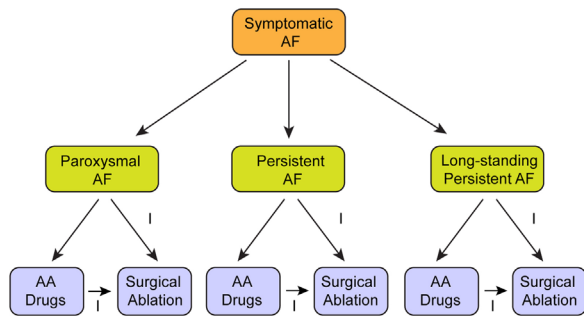 Symptomatic
AF
Paroxysmal
AF
Persistent
AF
Long-standing
Persistent AF
I
I
I
AA
Drugs
I
Surgical
Ablation
AA
Drugs
I
Surgical
Ablation
AA
Drugs
I
Surgical
Ablation